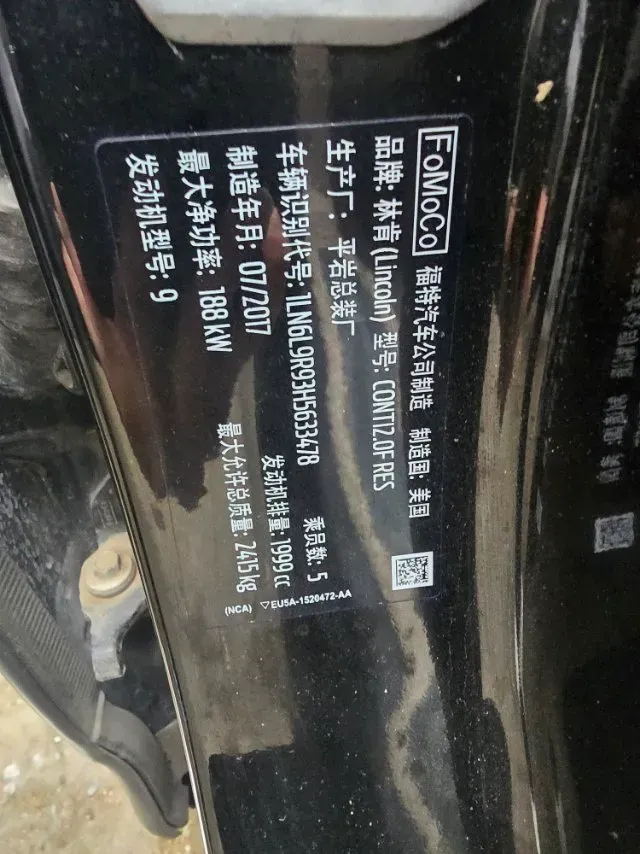 FoMoCo 福特汽车公司制造 制造国: 美国
品牌: 林肯 (Lincoln) 型号: CONT12.0F RES
生产厂: 平岩总装厂 乘员数: 5
车辆识别代号: 1LN6L9R93H5633478
制造年月: 07/2017 发动机排量: 1999 cc
最大净功率: 188 kW 最大允许总质量: 2415 kg
发动机型号: 9
(NCA) ▽EU5A-1520472-AA